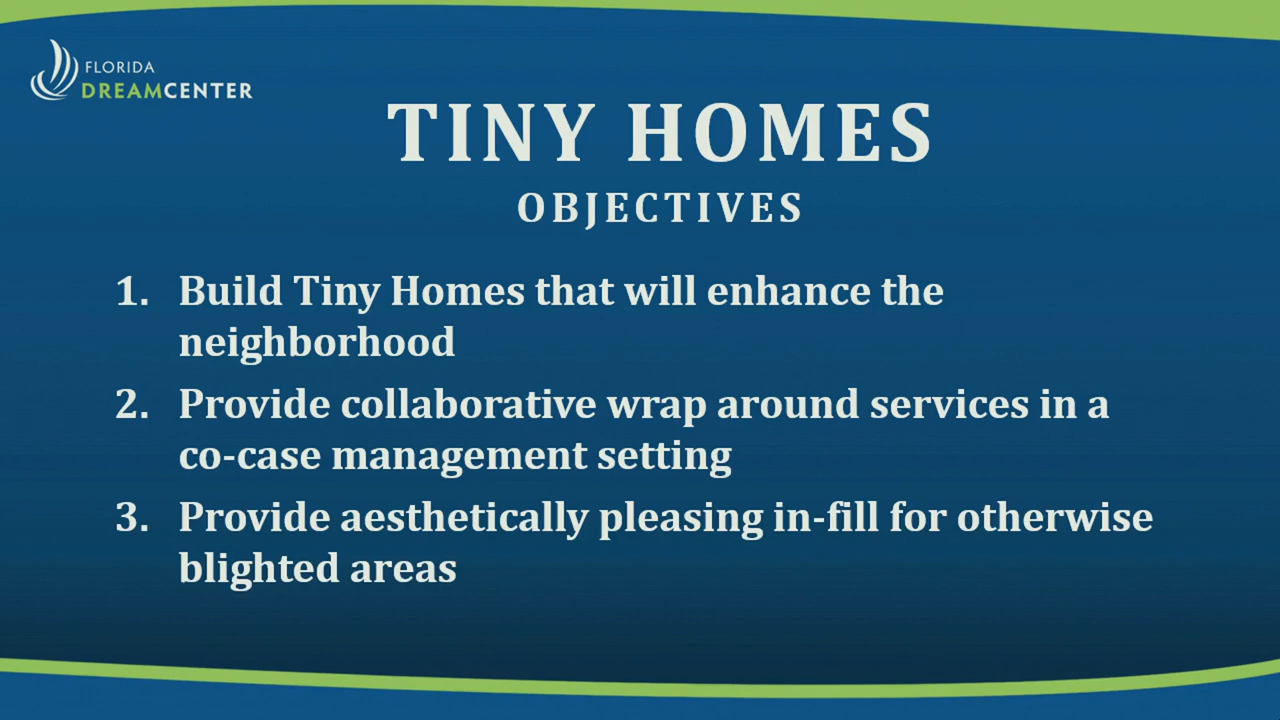 FLORIDA
DREAMCENTER
TINY HOMES
OBJECTIVES
1. Build Tiny Homes that will enhance the
neighborhood
2. Provide collaborative wrap around services in a
co-case management setting
3. Provide aesthetically pleasing in-fill for otherwise
blighted areas